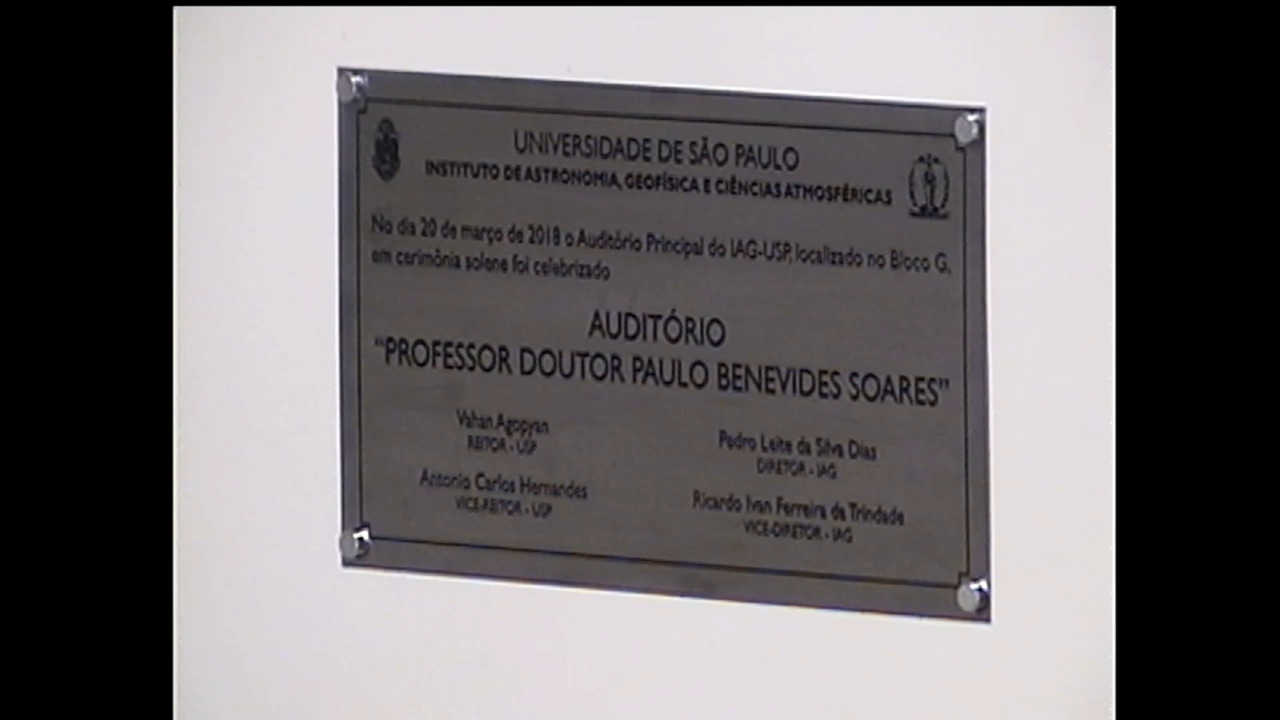 UNIVERSIDADE DE SÃO PAULO
INSTITUTO DE ASTRONOMIA, GEOFÍSICA E CIÊNCIAS ATMOSFÉRICAS
No dia 20 de março de 2018 o Auditório Principal do IAG-USP, localizado no Bloco G,
em cerimônia solene foi celebrizado
AUDITÓRIO
"PROFESSOR DOUTOR PAULO BENEVIDES SOARES"
Vahan Agopyan
REITOR - USP
Antonio Carlos Hernandes
VICE-REITOR - USP
Pedro Leite da Silva Dias
DIRETOR - IAG
Ricardo Ivan Ferreira da Trindade
VICE-DIRETOR - IAG